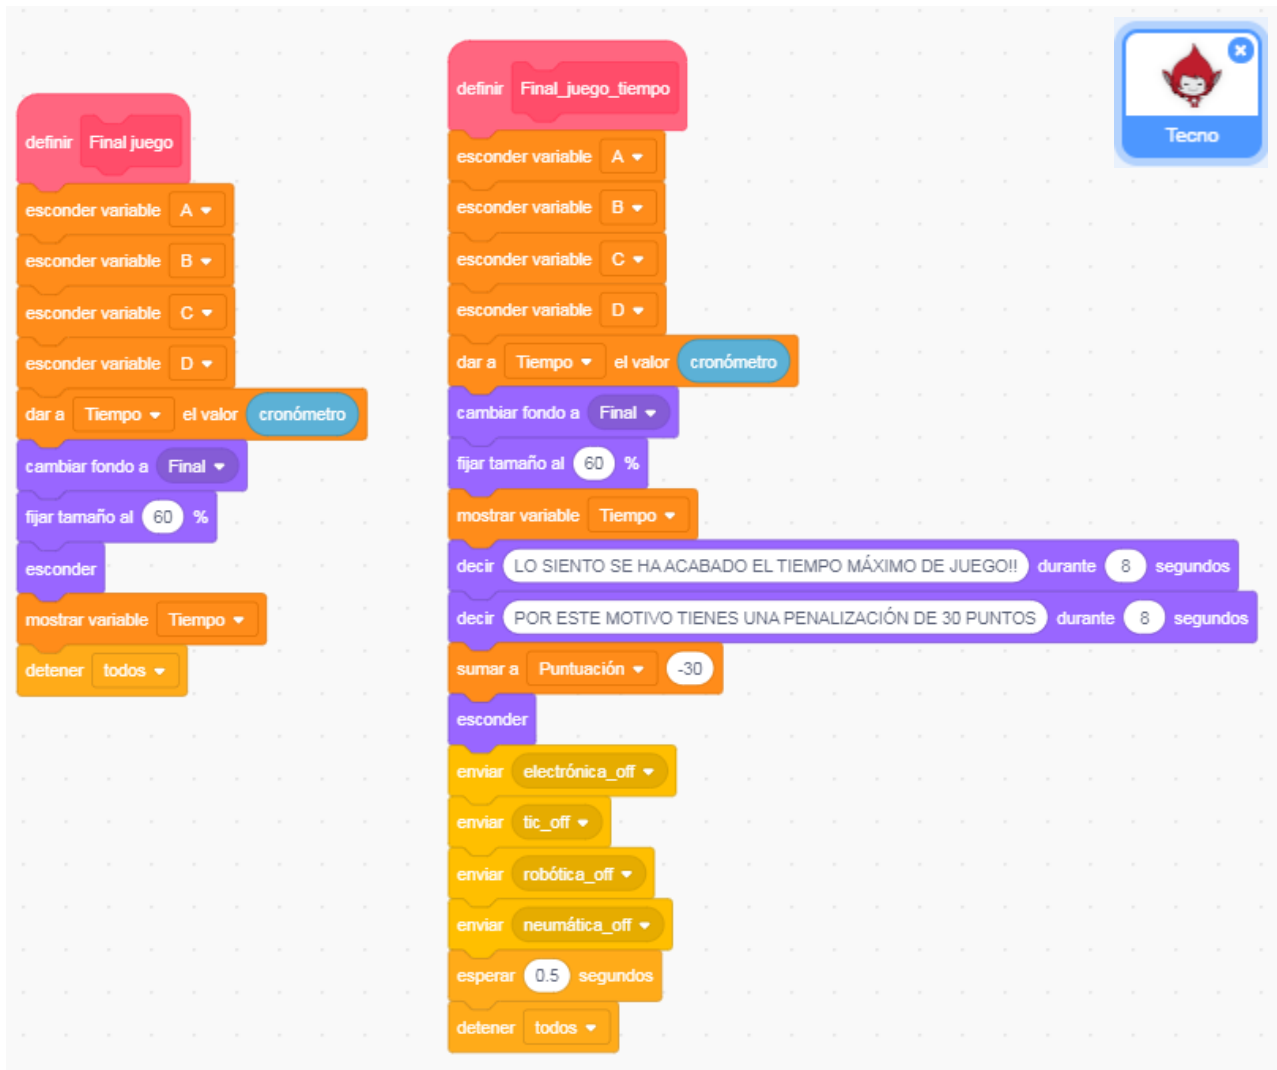 definir Final juego
esconder variable A
esconder variable B
esconder variable C
esconder variable D
dar a Tiempo el valor cronómetro
cambiar fondo a Final
fijar tamaño al 60 %
esconder
mostrar variable Tiempo
detener todos
definir Final_juego_tiempo
esconder variable A
esconder variable B
esconder variable C
esconder variable D
dar a Tiempo el valor cronómetro
cambiar fondo a Final
fijar tamaño al 60 %
mostrar variable Tiempo
decir LO SIENTO SE HA ACABADO EL TIEMPO MÁXIMO DE JUEGO!! durante 8 segundos
decir POR ESTE MOTIVO TIENES UNA PENALIZACIÓN DE 30 PUNTOS durante 8 segundos
sumar a Puntuación -30
esconder
enviar electrónica_off
enviar tic_off
enviar robótica_off
enviar neumática_off
esperar 0.5 segundos
detener todos
Tecno